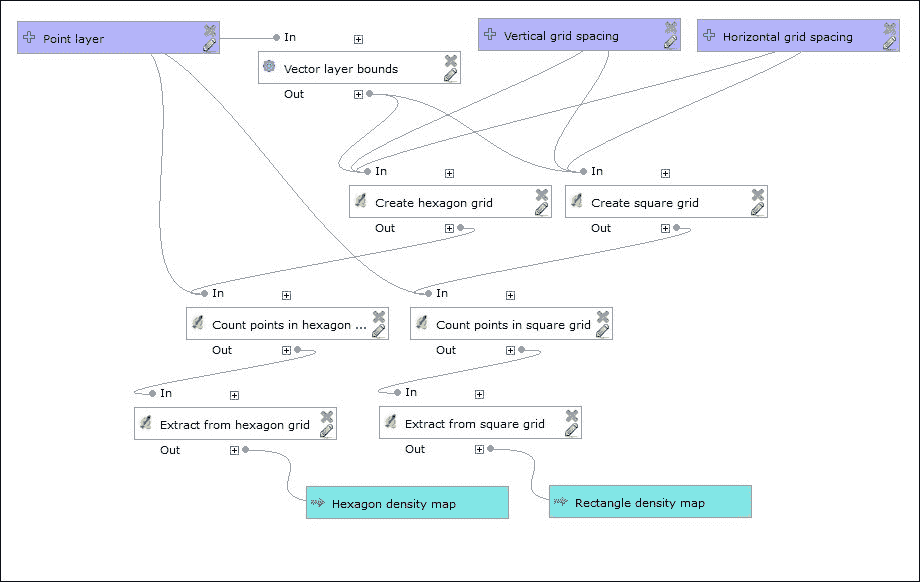 Point layer
In
Vertical grid spacing
Horizontal grid spacing
Vector layer bounds
Out
In
In
Create hexagon grid
Create square grid
Out
Out
In
In
Count points in hexagon ...
Count points in square grid
Out
Out
In
In
Extract from hexagon grid
Extract from square grid
Out
Out
Hexagon density map
Rectangle density map